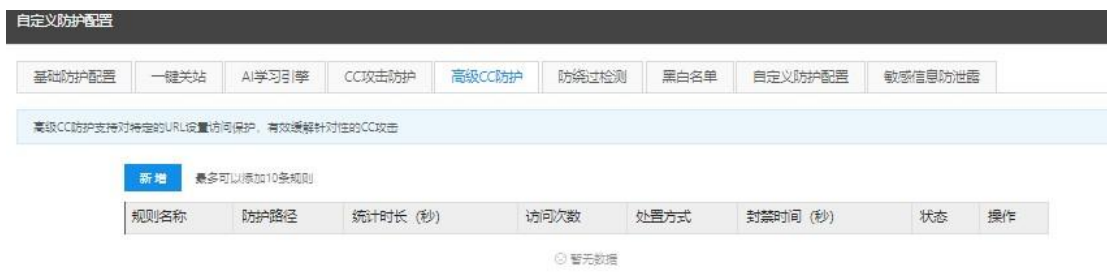 自定义防护配置
基础防护配置 一键关站 AI学习引擎 CC攻击防护 高级CC防护 防绕过检测 黑白名单 自定义防护配置 敏感信息防泄露
高级CC防护支持对特定的URL设置访问保护，有效缓解针对性的CC攻击
新增 最多可以添加10条规则
规则名称 防护路径 统计时长（秒） 访问次数 处置方式 封禁时间（秒） 状态 操作
暂无数据